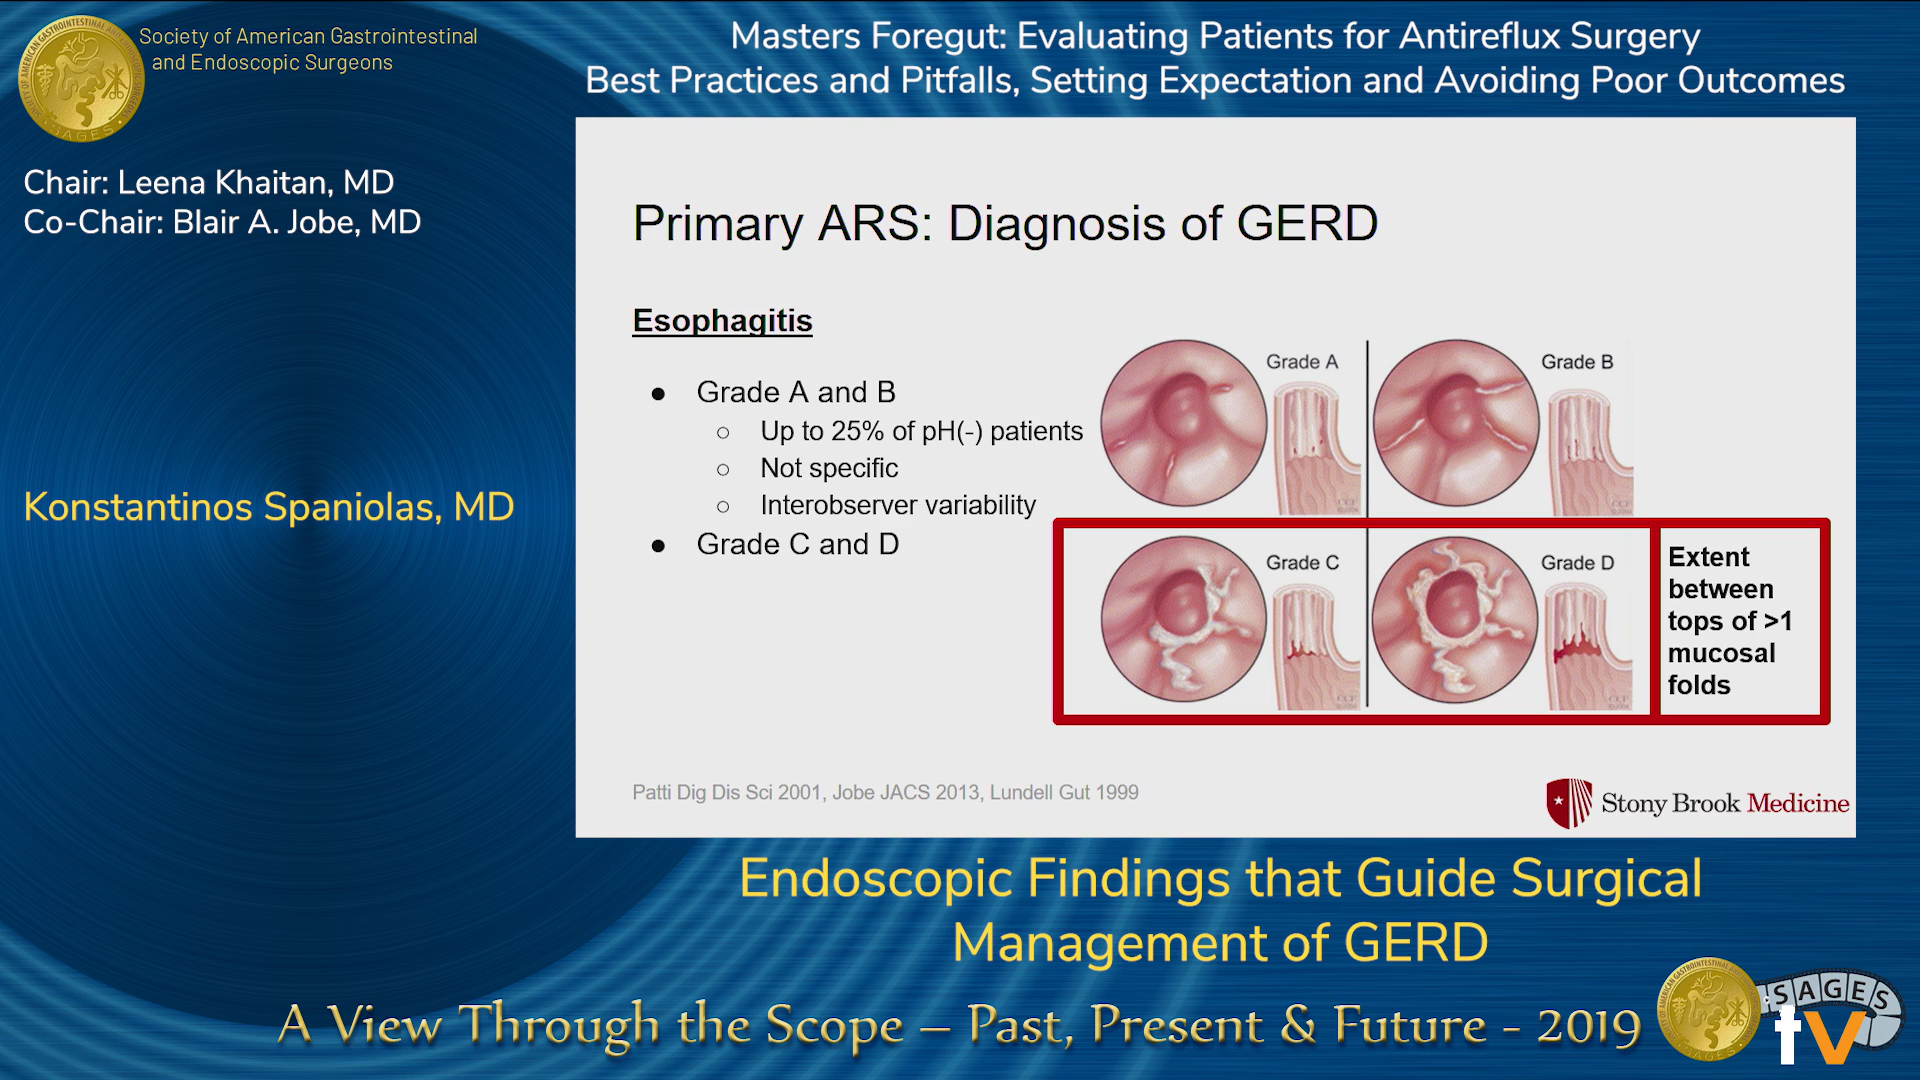 Society of American Gastrointestinal
and Endoscopic Surgeons
Masters Foregut: Evaluating Patients for Antireflux Surgery
Best Practices and Pitfalls, Setting Expectation and Avoiding Poor Outcomes
Chair: Leena Khaitan, MD
Co-Chair: Blair A. Jobe, MD
Konstantinos Spaniolas, MD
Primary ARS: Diagnosis of GERD
Esophagitis
● Grade A and B
○ Up to 25% of pH(-) patients
○ Not specific
○ Interobserver variability
● Grade C and D
Grade A
Grade B
Grade C
Grade D
Extent
between
tops of >1
mucosal
folds
Patti Dig Dis Sci 2001, Jobe JACS 2013, Lundell Gut 1999
Stony Brook Medicine
Endoscopic Findings that Guide Surgical
Management of GERD
A View Through the Scope – Past, Present & Future - 2019
SAGES
tv